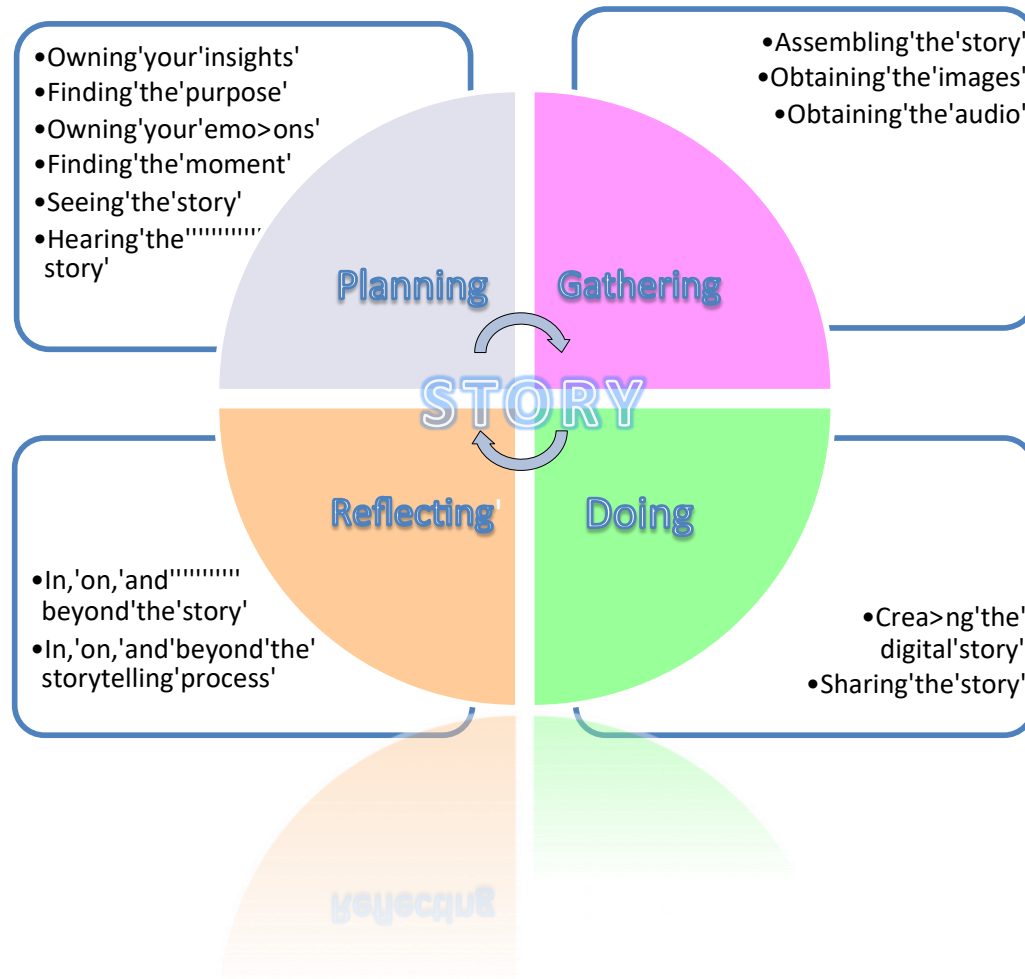 •Owning'your'insights'
•Finding'the'purpose'
•Owning'your'emo>ons'
•Finding'the'moment'
•Seeing'the'story'
•Hearing'the''''''''''''
story'
•Assembling'the'story'
•Obtaining'the'images'
•Obtaining'the'audio'
Planning
Gathering
STORY
Reflecting'
Doing
•In,'on,'and'''''''''''
beyond'the'story'
•In,'on,'and'beyond'the'
storytelling'process'
•Crea>ng'the'
digital'story'
•Sharing'the'story'
Reflecting